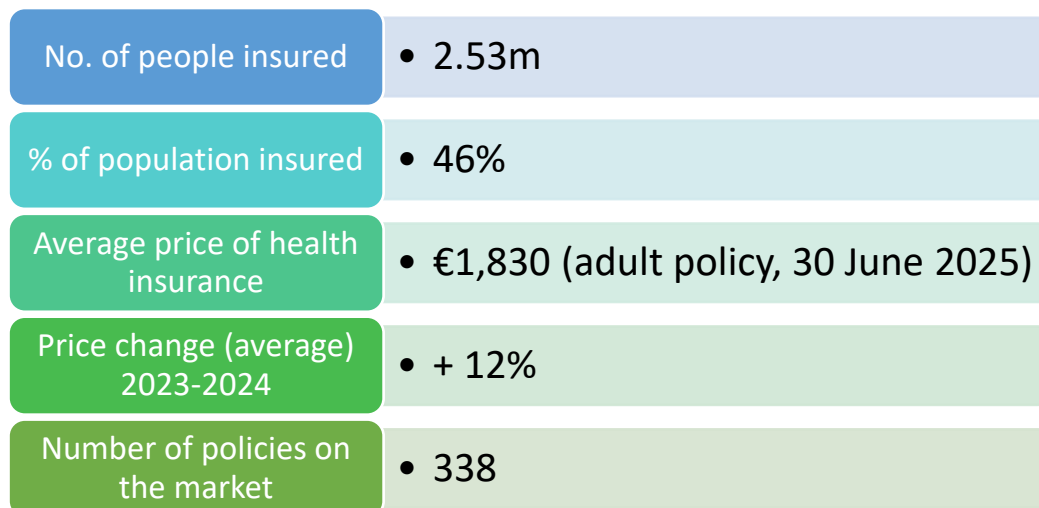 No. of people insured
• 2.53m
% of population insured
• 46%
Average price of health
insurance
• €1,830 (adult policy, 30 June 2025)
Price change (average)
2023-2024
• + 12%
Number of policies on
the market
• 338